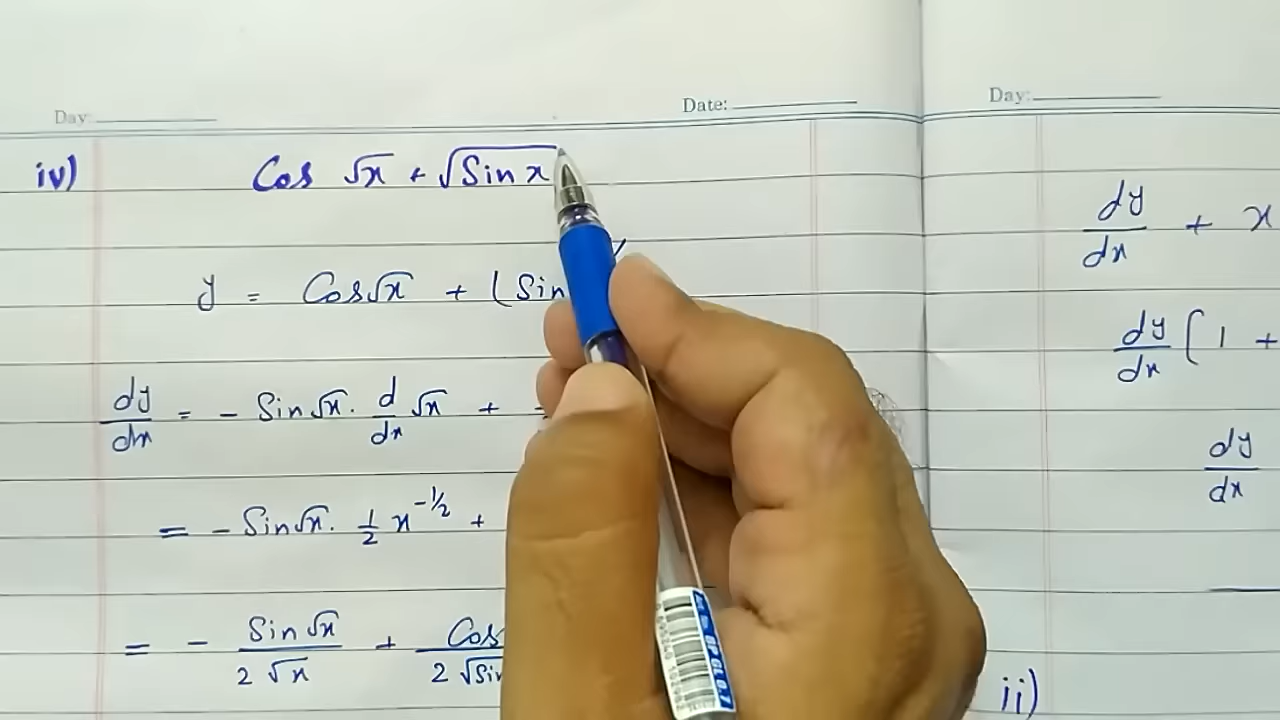 Day: Date:
iv) Cos √x + √Sin x
y = Cos√x + (Sin
dy/dx = - Sin√x · d/dx √x +
= - Sin√x · 1/2 x^-1/2 +
= - Sin√x / 2√x + Cos / 2√Sin
Day:
dy/dx + x
dy/dx ( 1 +
dy/dx
ii)